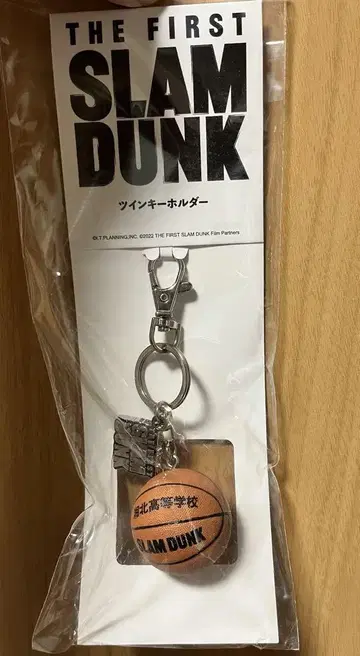 THE FIRST
SLAM
DUNK
ツインキーホルダー
©I.T.PLANNING,INC. ©2022 THE FIRST SLAM DUNK Film Partners
北高等学校
SLAM DUNK